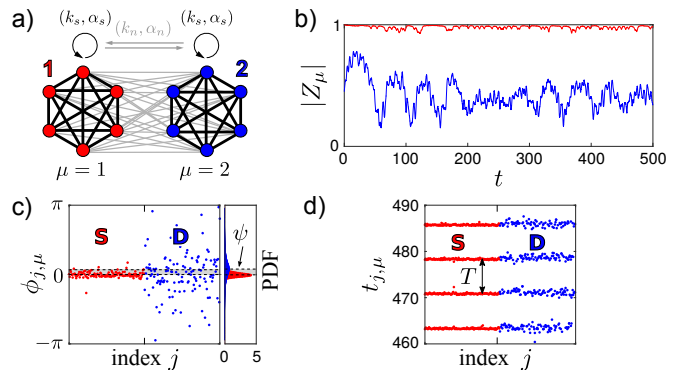 a)
(k_s, α_s) (k_s, α_s)
(k_n, α_n)
1 2
μ = 1 μ = 2
b)
|Z_μ|
1
0
0 100 200 300 400 500
t
c)
ϕ_{j,μ}
π
0
−π
S D
ψ
PDF
0 5
index j
d)
t_{j,μ}
490
480
470
460
S D
T
index j